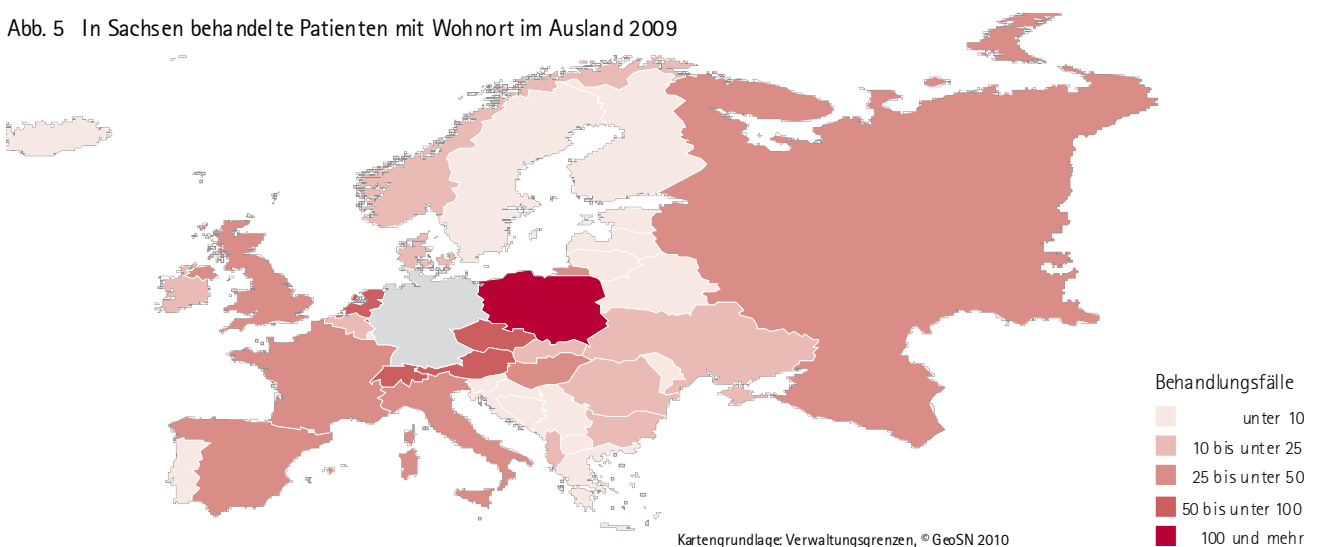 Abb. 5 In Sachsen behandelte Patienten mit Wohnort im Ausland 2009
Behandlungsfälle
unter 10
10 bis unter 25
25 bis unter 50
50 bis unter 100
100 und mehr
Kartengrundlage: Verwaltungsgrenzen, © GeoSN 2010